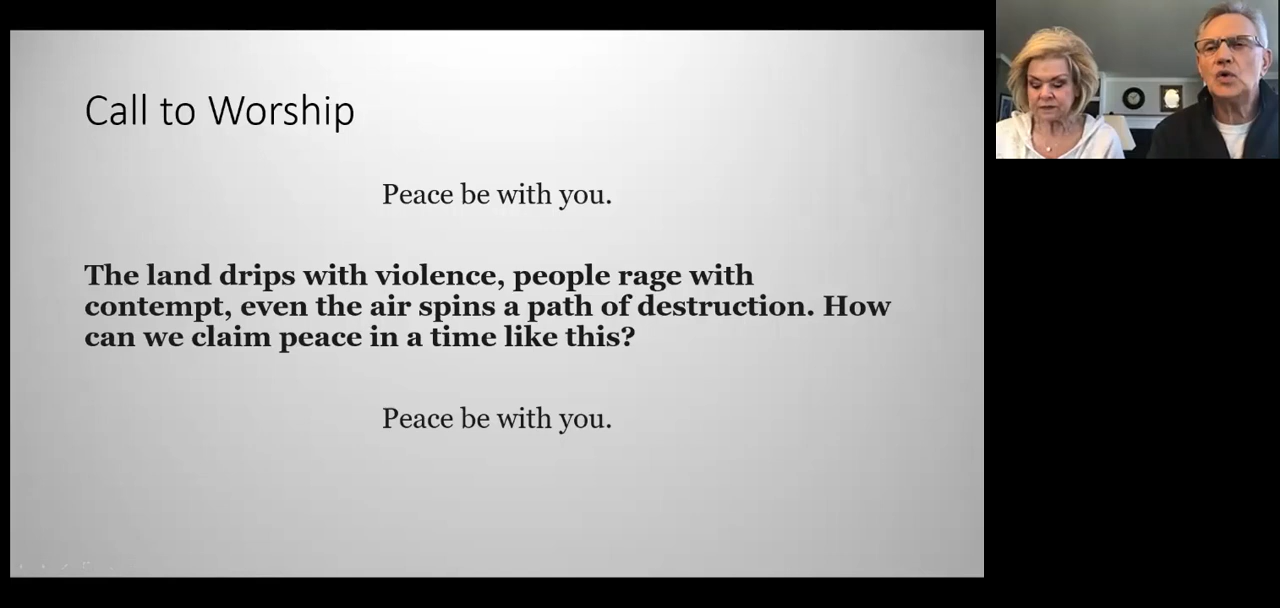 Call to Worship
Peace be with you.
The land drips with violence, people rage with
contempt, even the air spins a path of destruction. How
can we claim peace in a time like this?
Peace be with you.